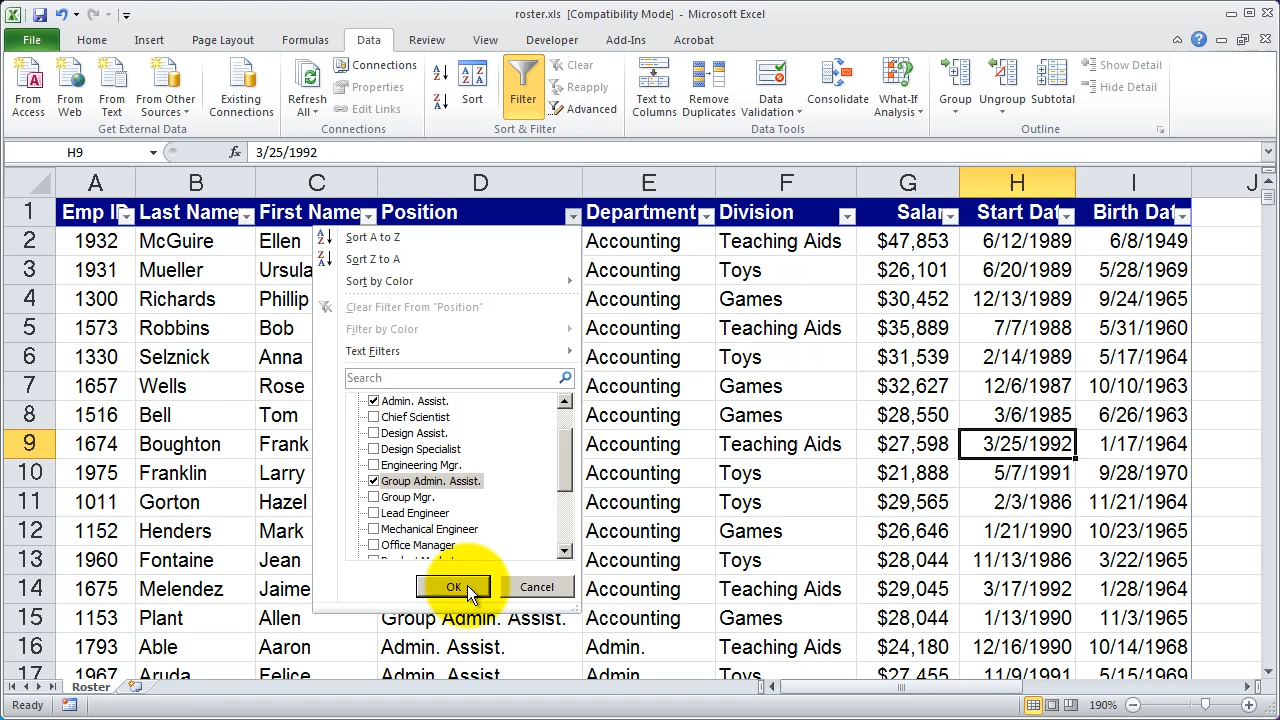 roster.xls [Compatibility Mode] - Microsoft Excel
File Home Insert Page Layout Formulas Data Review View Developer Add-Ins Acrobat
From Access
From Web
From Text
From Other Sources
Existing Connections
Get External Data
Refresh All
Connections
Properties
Edit Links
Connections
Sort
Filter
Clear
Reapply
Advanced
Sort & Filter
Text to Columns
Remove Duplicates
Data Validation
Consolidate
What-If Analysis
Data Tools
Group
Ungroup
Subtotal
Show Detail
Hide Detail
Outline
H9 fx 3/25/1992
A B C D E F G H I J
1 Emp ID Last Name First Name Position Department Division Salar Start Dat Birth Dat
2 1932 McGuire Ellen Accounting Teaching Aids $47,853 6/12/1989 6/8/1949
3 1931 Mueller Ursula Accounting Toys $26,101 6/20/1989 5/28/1969
4 1300 Richards Phillip Accounting Games $30,452 12/13/1989 9/24/1965
5 1573 Robbins Bob Accounting Teaching Aids $35,889 7/7/1988 5/31/1960
6 1330 Selznick Anna Accounting Toys $31,539 2/14/1989 5/17/1964
7 1657 Wells Rose Accounting Games $32,627 12/6/1987 10/10/1963
8 1516 Bell Tom Accounting Games $28,550 3/6/1985 6/26/1963
9 1674 Boughton Frank Accounting Teaching Aids $27,598 3/25/1992 1/17/1964
10 1975 Franklin Larry Accounting Toys $21,888 5/7/1991 9/28/1970
11 1011 Gorton Hazel Accounting Toys $29,565 2/3/1986 11/21/1964
12 1152 Henders Mark Accounting Games $26,646 1/21/1990 10/23/1965
13 1960 Fontaine Jean Accounting Toys $28,044 11/13/1986 3/22/1965
14 1675 Melendez Jaime Accounting Teaching Aids $29,045 3/17/1992 1/28/1964
15 1153 Plant Allen Group Admin. Assist. Accounting Games $28,044 1/13/1990 11/3/1965
16 1793 Able Aaron Admin. Assist. Admin. Teaching Aids $24,180 12/16/1990 10/14/1968
17 1967 Aruda Felice Admin. Assist. Admin. Games $27,455 11/9/1991 5/17/1969
Sort A to Z
Sort Z to A
Sort by Color
Clear Filter From "Position"
Filter by Color
Text Filters
Search
Admin. Assist.
Chief Scientist
Design Assist.
Design Specialist
Engineering Mgr.
Group Admin. Assist.
Group Mgr.
Lead Engineer
Mechanical Engineer
Office Manager
OK Cancel
Roster
Ready 190%